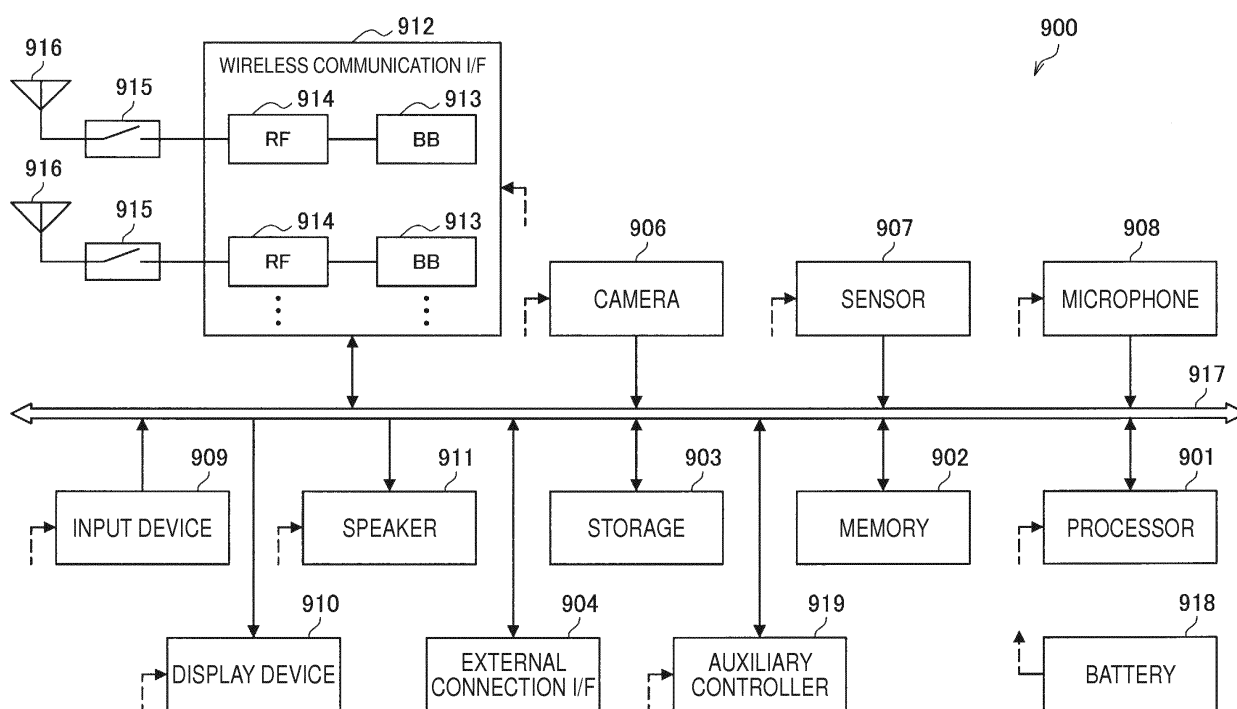 912
900
916
WIRELESS COMMUNICATION I/F
915
914
913
RF
BB
916
915
914
913
RF
BB
906
907
908
CAMERA
SENSOR
MICROPHONE
917
909
911
903
902
901
INPUT DEVICE
SPEAKER
STORAGE
MEMORY
PROCESSOR
910
904
919
918
DISPLAY DEVICE
EXTERNAL
CONNECTION I/F
AUXILIARY
CONTROLLER
BATTERY